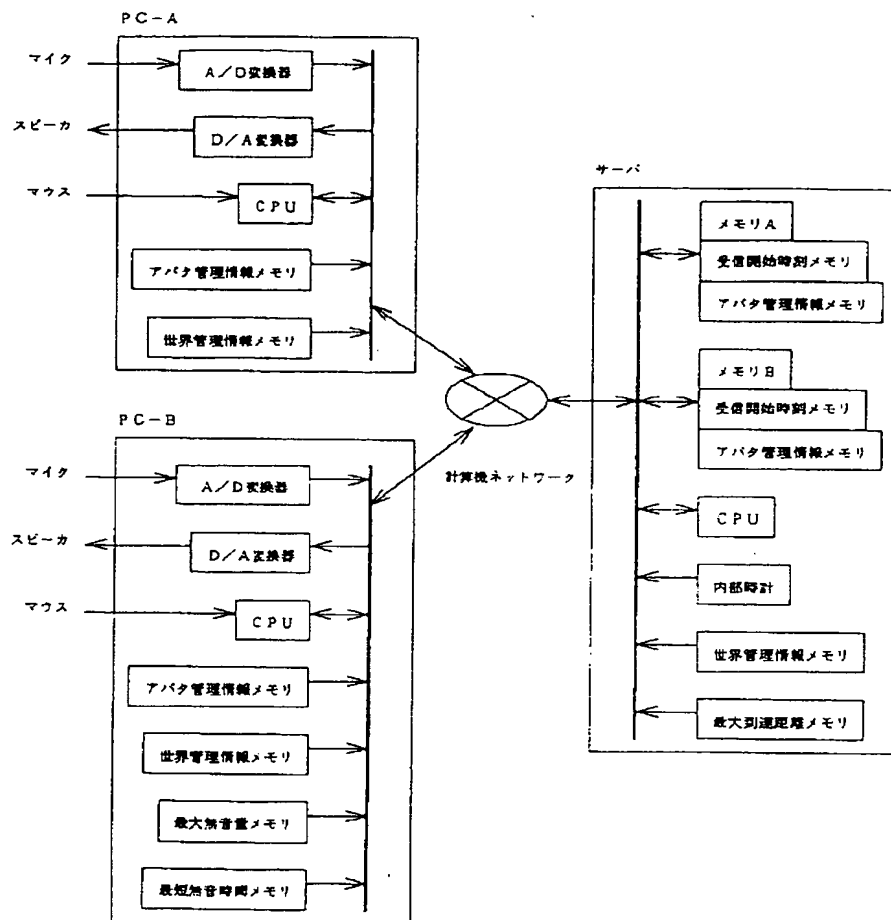 PC－A
マイク
A／D変換器
スピーカ
D／A変換器
マウス
CPU
アバタ管理情報メモリ
世界管理情報メモリ
PC－B
マイク
A／D変換器
スピーカ
D／A変換器
マウス
CPU
アバタ管理情報メモリ
世界管理情報メモリ
最大無音量メモリ
最短無音時間メモリ
計算機ネットワーク
サーバ
メモリA
受信開始時刻メモリ
アバタ管理情報メモリ
メモリB
受信開始時刻メモリ
アバタ管理情報メモリ
CPU
内部時計
世界管理情報メモリ
最大到達距離メモリ